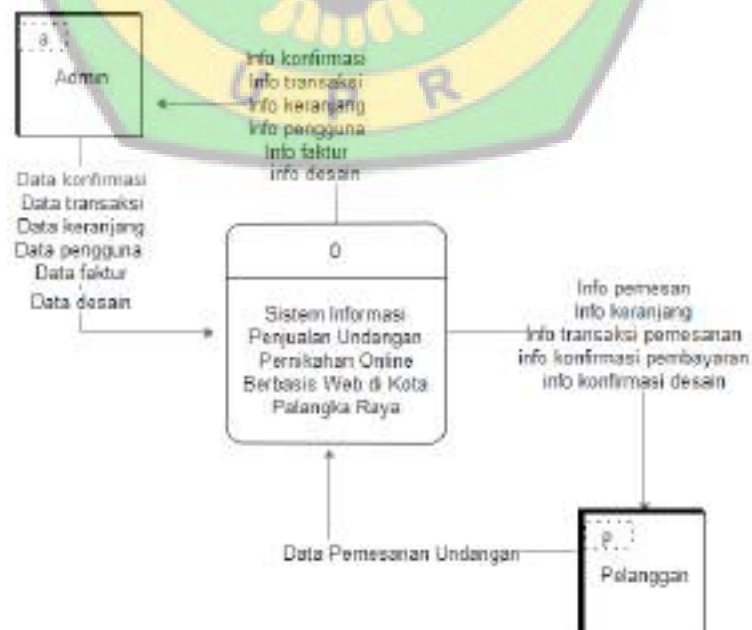 a
Admin
Info konfirmasi
Info transaksi
Info keranjang
Info pengguna
Info faktur
info desain
U P R
Data konfirmasi
Data transaksi
Data keranjang
Data pengguna
Data faktur
Data desain
0
Sistem Informasi
Penjualan Undangan
Pernikahan Online
Berbasis Web di Kota
Palangka Raya
Info pemesan
Info keranjang
Info transaksi pemesanan
info konfirmasi pembayaran
info konfirmasi desain
Data Pemesanan Undangan
Pelanggan